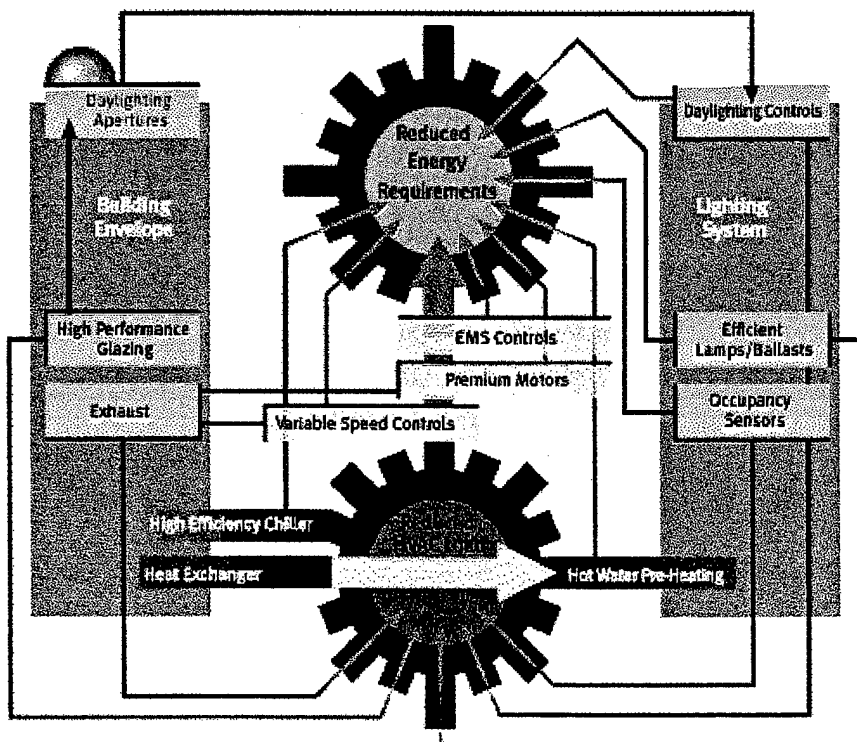 Daylighting
Apertures
Building
Envelope
High Performance
Glazing
Exhaust
Reduced
Energy
Requirements
EMS Controls
Premium Motors
Variable Speed Controls
High Efficiency Chiller
Heat Exchanger
Hot Water Pre-Heating
Daylighting Controls
Lighting
System
Efficient
Lamps/Ballasts
Occupancy
Sensors